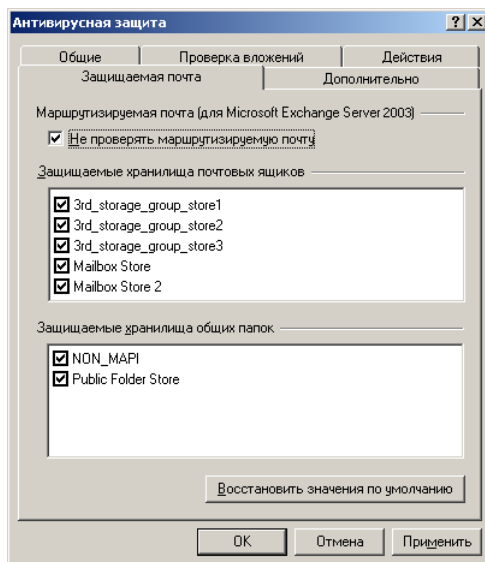 Антивирусная защита
Общие Проверка вложений Действия
Защищаемая почта Дополнительно
Маршрутизируемая почта (для Microsoft Exchange Server 2003)
Не проверять маршрутизируемую почту
Защищаемые хранилища почтовых ящиков
3rd_storage_group_store1
3rd_storage_group_store2
3rd_storage_group_store3
Mailbox Store
Mailbox Store 2
Защищаемые хранилища общих папок
NON_MAPI
Public Folder Store
Восстановить значения по умолчанию
OK Отмена Применить